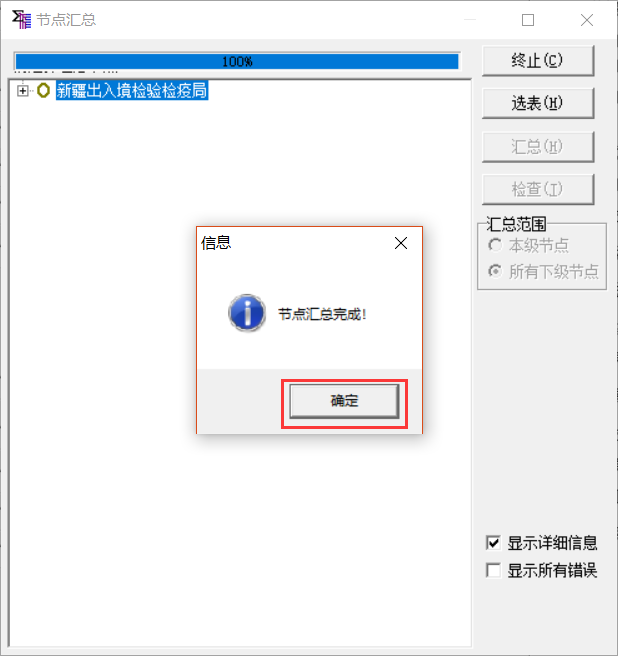 节点汇总
100%
终止(C)
选表(H)
汇总(H)
检查(I)
新疆出入境检验检疫局
汇总范围
本级节点
所有下级节点
信息
节点汇总完成!
确定
显示详细信息
显示所有错误